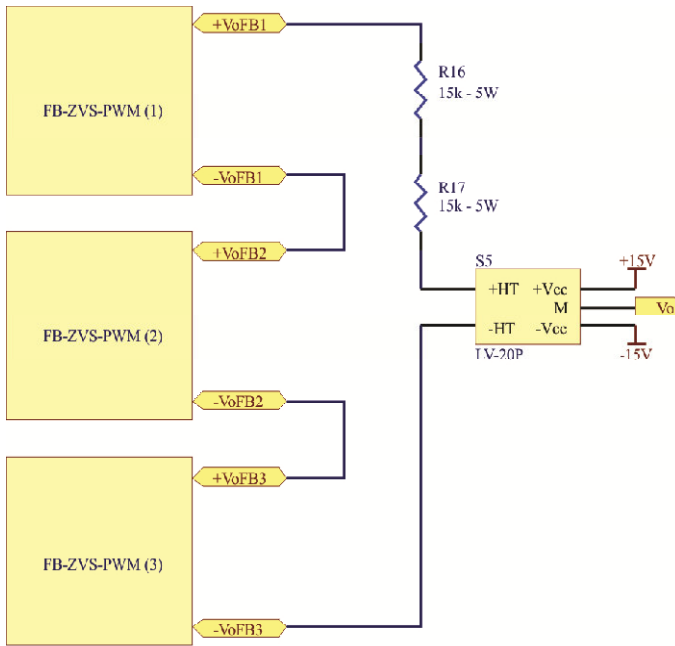 +VoFB1
FB-ZVS-PWM (1)
-VoFB1
R16
15k - 5W
R17
15k - 5W
+VoFB2
FB-ZVS-PWM (2)
-VoFB2
S5
+HT +Vcc
M
-HT -Vcc
LV-20P
+15V
Vo
-15V
+VoFB3
FB-ZVS-PWM (3)
-VoFB3